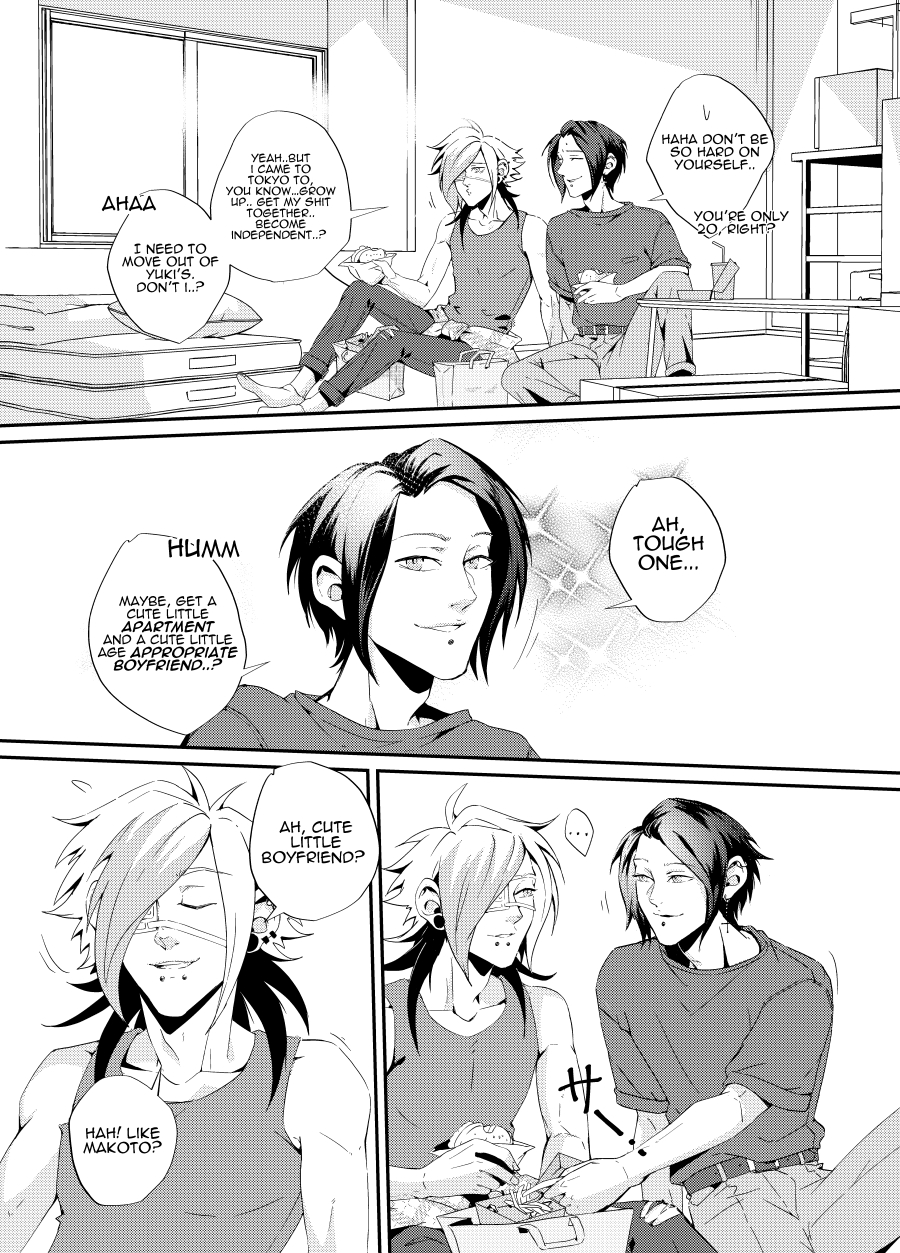 HAHA DON'T BE
SO HARD ON
YOURSELF..
YOU'RE ONLY
20, RIGHT?
YEAH..BUT
I CAME TO
TOKYO TO,
YOU KNOW...GROW
UP.. GET MY SHIT
TOGETHER..
BECOME
INDEPENDENT..?
AHAA
I NEED TO
MOVE OUT OF
YUKI'S.
DON'T I..?
AH,
TOUGH
ONE...
HUMM
MAYBE, GET A
CUTE LITTLE
APARTMENT
AND A CUTE LITTLE
AGE APPROPRIATE
BOYFRIEND..?
AH, CUTE
LITTLE
BOYFRIEND?
HAH! LIKE
MAKOTO?
...
サー.